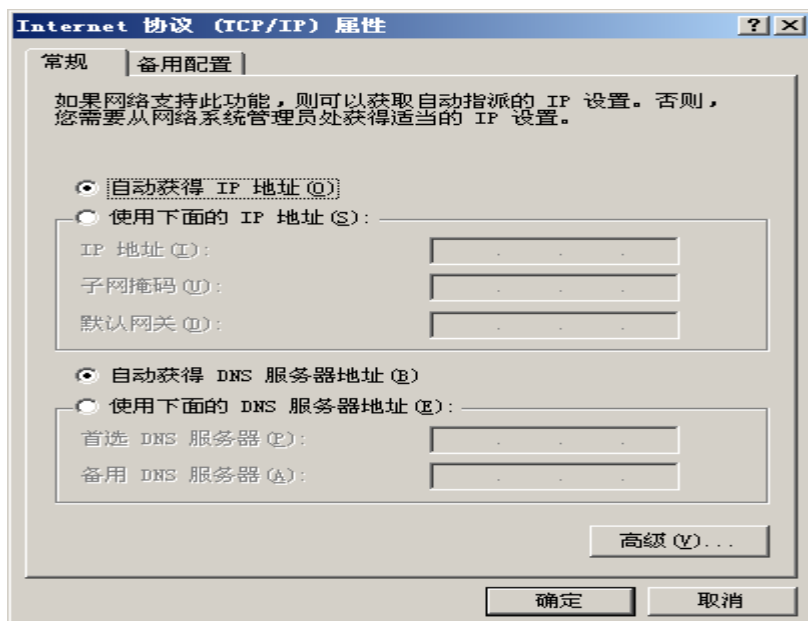 Internet 协议 (TCP/IP) 属性
常规 备用配置
如果网络支持此功能，则可以获取自动指派的 IP 设置。否则，
您需要从网络系统管理员处获得适当的 IP 设置。
自动获得 IP 地址(O)
使用下面的 IP 地址(S):
IP 地址(I):
子网掩码(U):
默认网关(D):
自动获得 DNS 服务器地址(B)
使用下面的 DNS 服务器地址(E):
首选 DNS 服务器(P):
备用 DNS 服务器(A):
高级(V)...
确定 取消